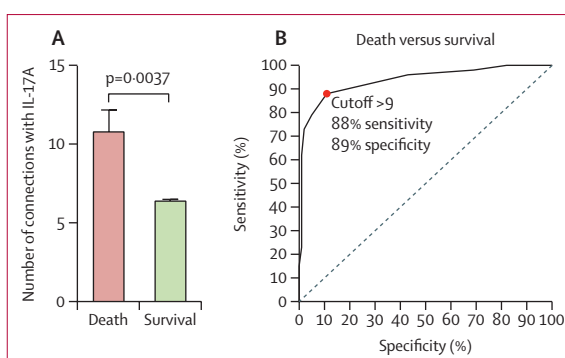 A
Number of connections with IL-17A
15
10
5
0
p=0·0037
Death
Survival
B
Death versus survival
Sensitivity (%)
100
90
80
70
60
50
40
30
20
10
0
Cutoff >9
88% sensitivity
89% specificity
0 10 20 30 40 50 60 70 80 90 100
Specificity (%)